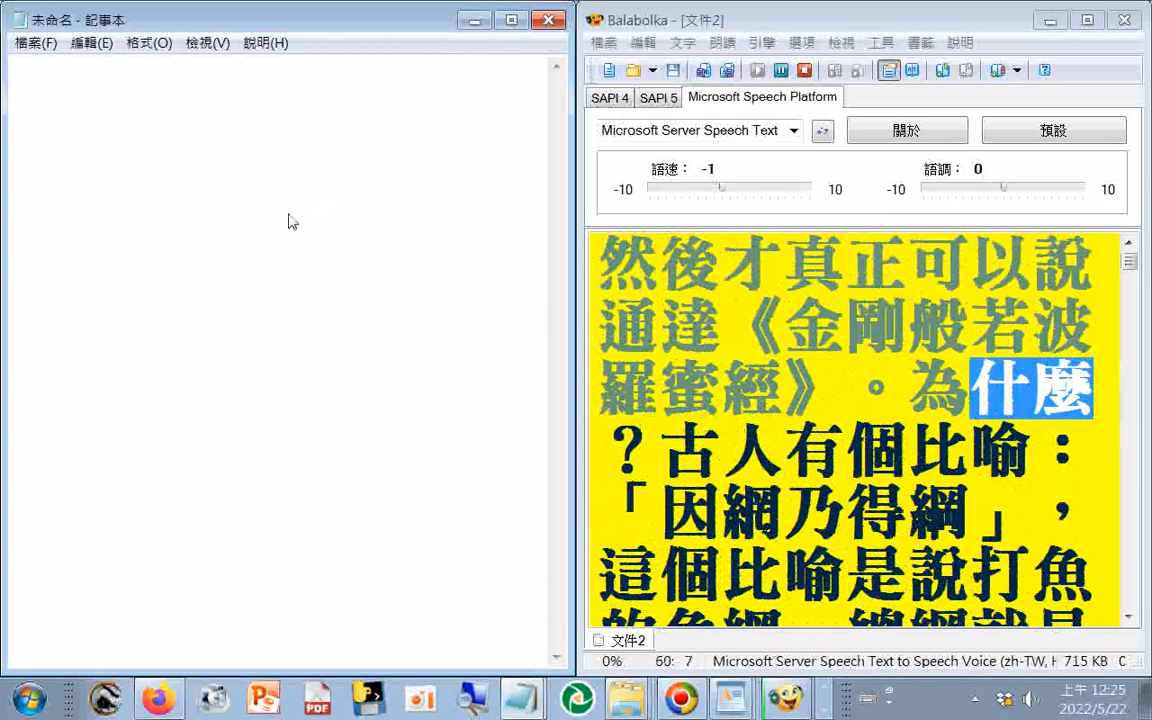 未命名 - 記事本
檔案(F) 編輯(E) 格式(O) 檢視(V) 說明(H)
Balabolka - [文件2]
檔案 編輯 文字 朗讀 引擎 選項 檢視 工具 書籤 說明
SAPI 4 SAPI 5 Microsoft Speech Platform
Microsoft Server Speech Text 關於 預設
語速： -1 語調： 0
-10 10 -10 10
然後才真正可以說
通達《金剛般若波
羅蜜經》。為什麼
？古人有個比喻：
「因網乃得綱」，
這個比喻是說打魚
文件2
0% 60: 7 Microsoft Server Speech Text to Speech Voice (zh-TW, H 715 KB
上午 12:25
2022/5/22